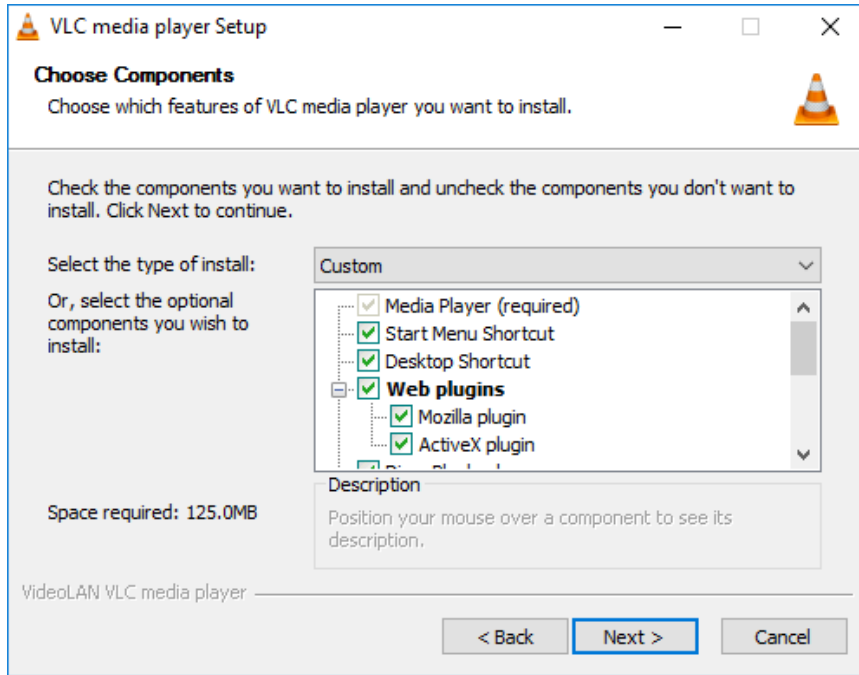 VLC media player Setup
Choose Components
Choose which features of VLC media player you want to install.
Check the components you want to install and uncheck the components you don't want to
install. Click Next to continue.
Select the type of install:
Custom
Or, select the optional
components you wish to
install:
Media Player (required)
Start Menu Shortcut
Desktop Shortcut
Web plugins
Mozilla plugin
ActiveX plugin
Space required: 125.0MB
Description
Position your mouse over a component to see its
description.
VideoLAN VLC media player
< Back
Next >
Cancel